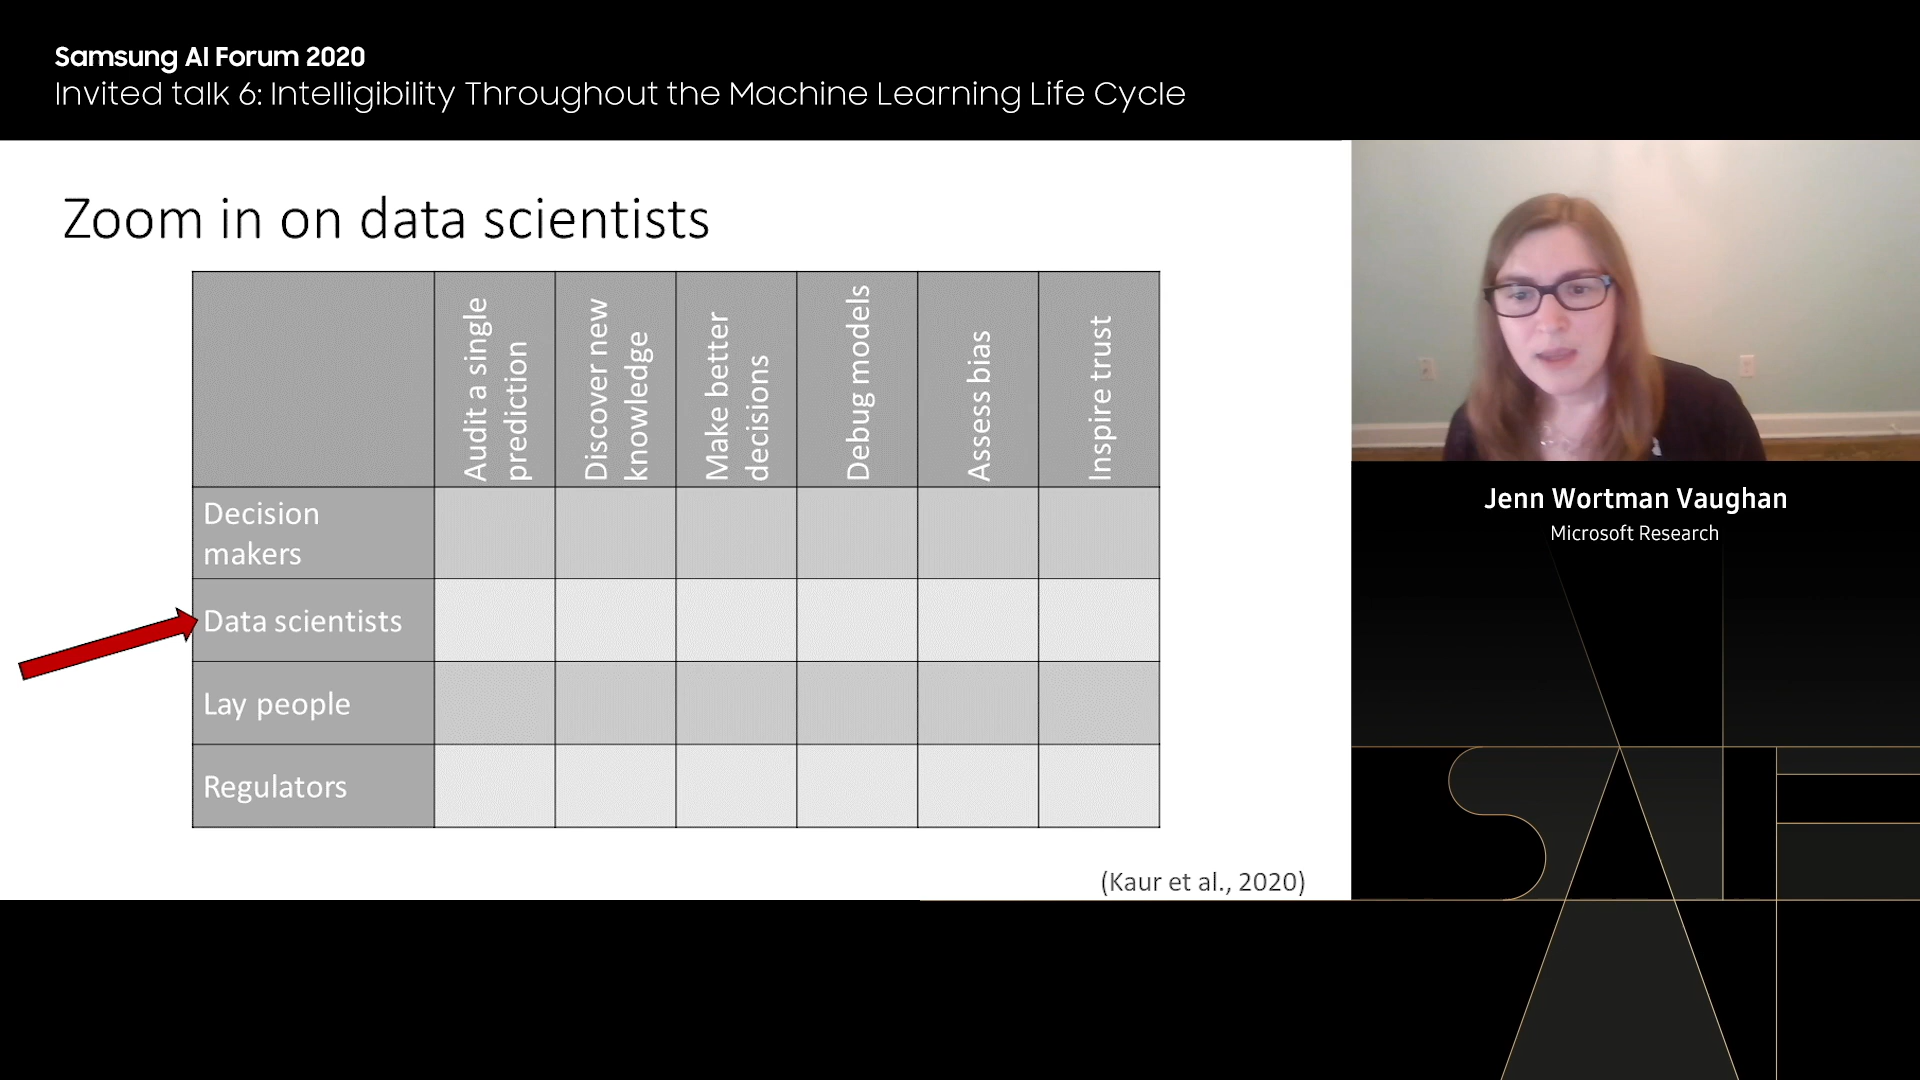 Samsung AI Forum 2020
Invited talk 6: Intelligibility Throughout the Machine Learning Life Cycle
Zoom in on data scientists
Audit a single
prediction
Discover new
knowledge
Make better
decisions
Debug models
Assess bias
Inspire trust
Decision
makers
Data scientists
Lay people
Regulators
(Kaur et al., 2020)
Jenn Wortman Vaughan
Microsoft Research